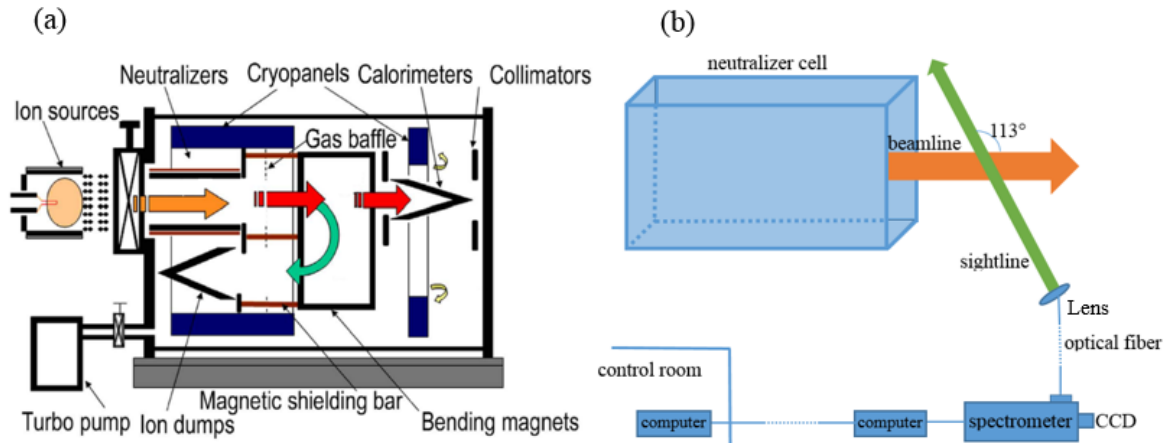 (a)
Neutralizers
Cryopanels
Calorimeters
Collimators
Ion sources
Gas baffle
Turbo pump
Ion dumps
Magnetic shielding bar
Bending magnets
(b)
neutralizer cell
beamline
113°
sightline
Lens
optical fiber
control room
computer
computer
spectrometer
CCD